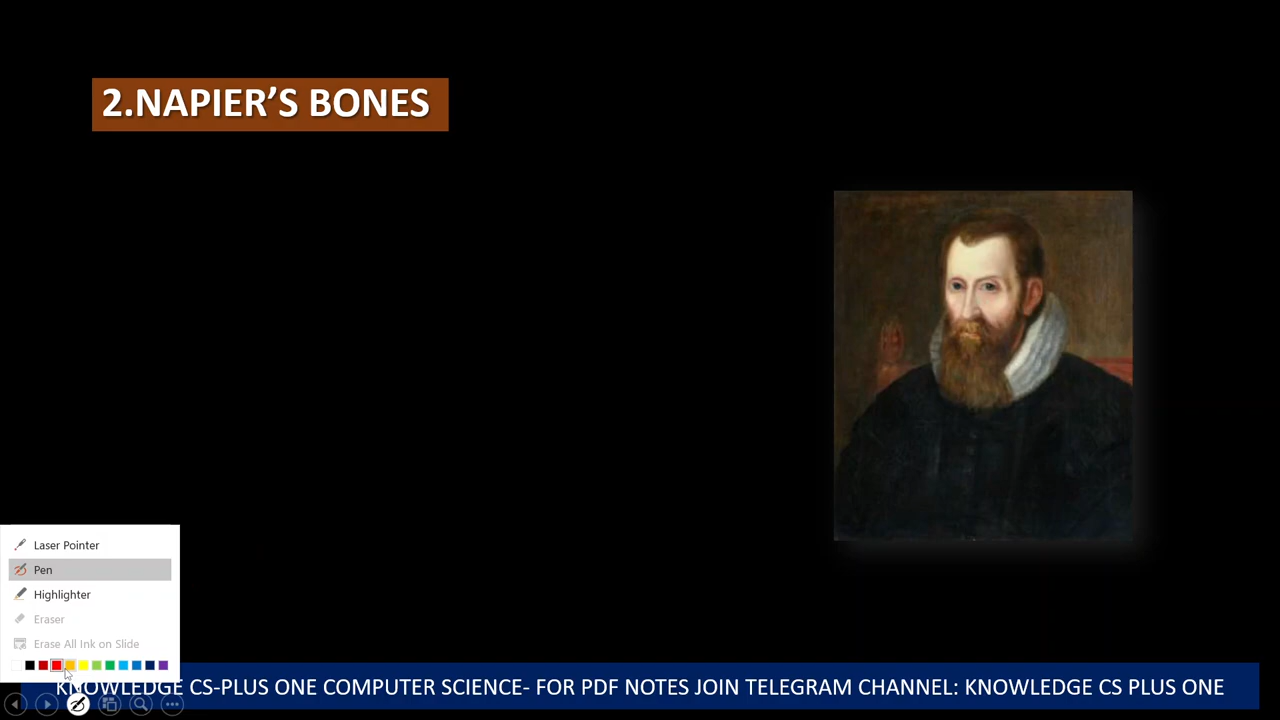 2.NAPIER’S BONES
Laser Pointer
Pen
Highlighter
Eraser
Erase All Ink on Slide
KNOWLEDGE CS-PLUS ONE COMPUTER SCIENCE- FOR PDF NOTES JOIN TELEGRAM CHANNEL: KNOWLEDGE CS PLUS ONE